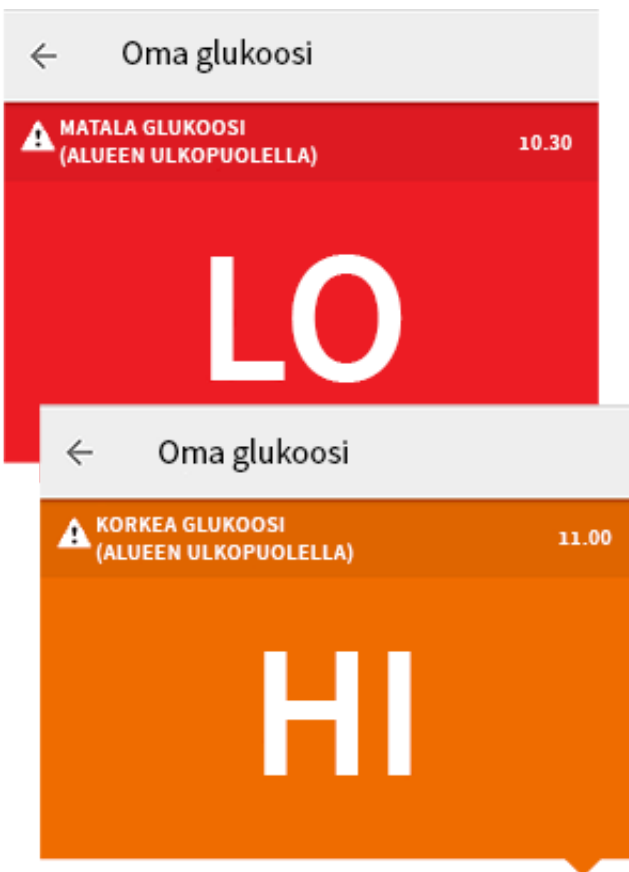 Oma glukoosi
MATALA GLUKOOSI
(ALUEEN ULKOPUOLELLA)
10.30
LO
Oma glukoosi
KORKEA GLUKOOSI
(ALUEEN ULKOPUOLELLA)
11.00
HI